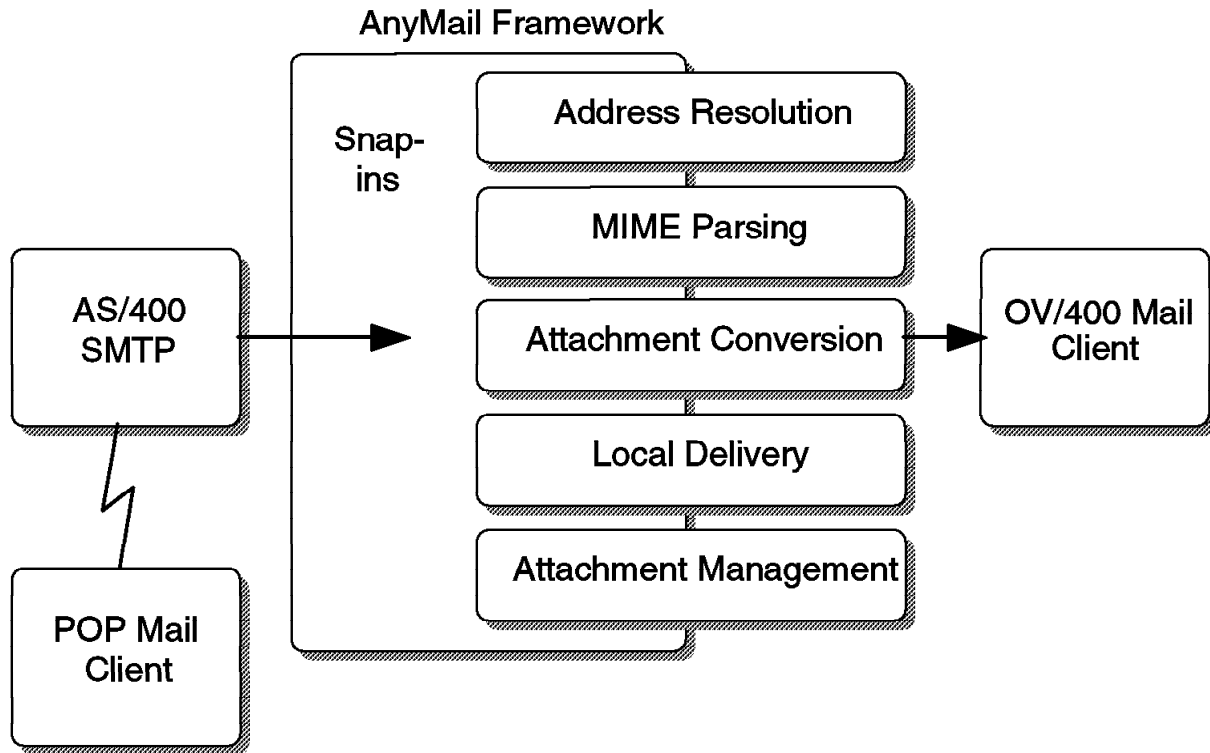 AnyMail Framework
Snap-
ins
Address Resolution
MIME Parsing
Attachment Conversion
Local Delivery
Attachment Management
AS/400
SMTP
POP Mail
Client
OV/400 Mail
Client